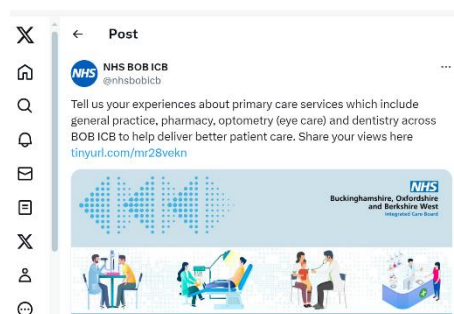 Post
NHS
NHS BOB ICB
@nhsbobicb
Tell us your experiences about primary care services which include
general practice, pharmacy, optometry (eye care) and dentistry across
BOB ICB to help deliver better patient care. Share your views here
tinyurl.com/mr28vekn
NHS
Buckinghamshire, Oxfordshire
and Berkshire West
Integrated Care Board